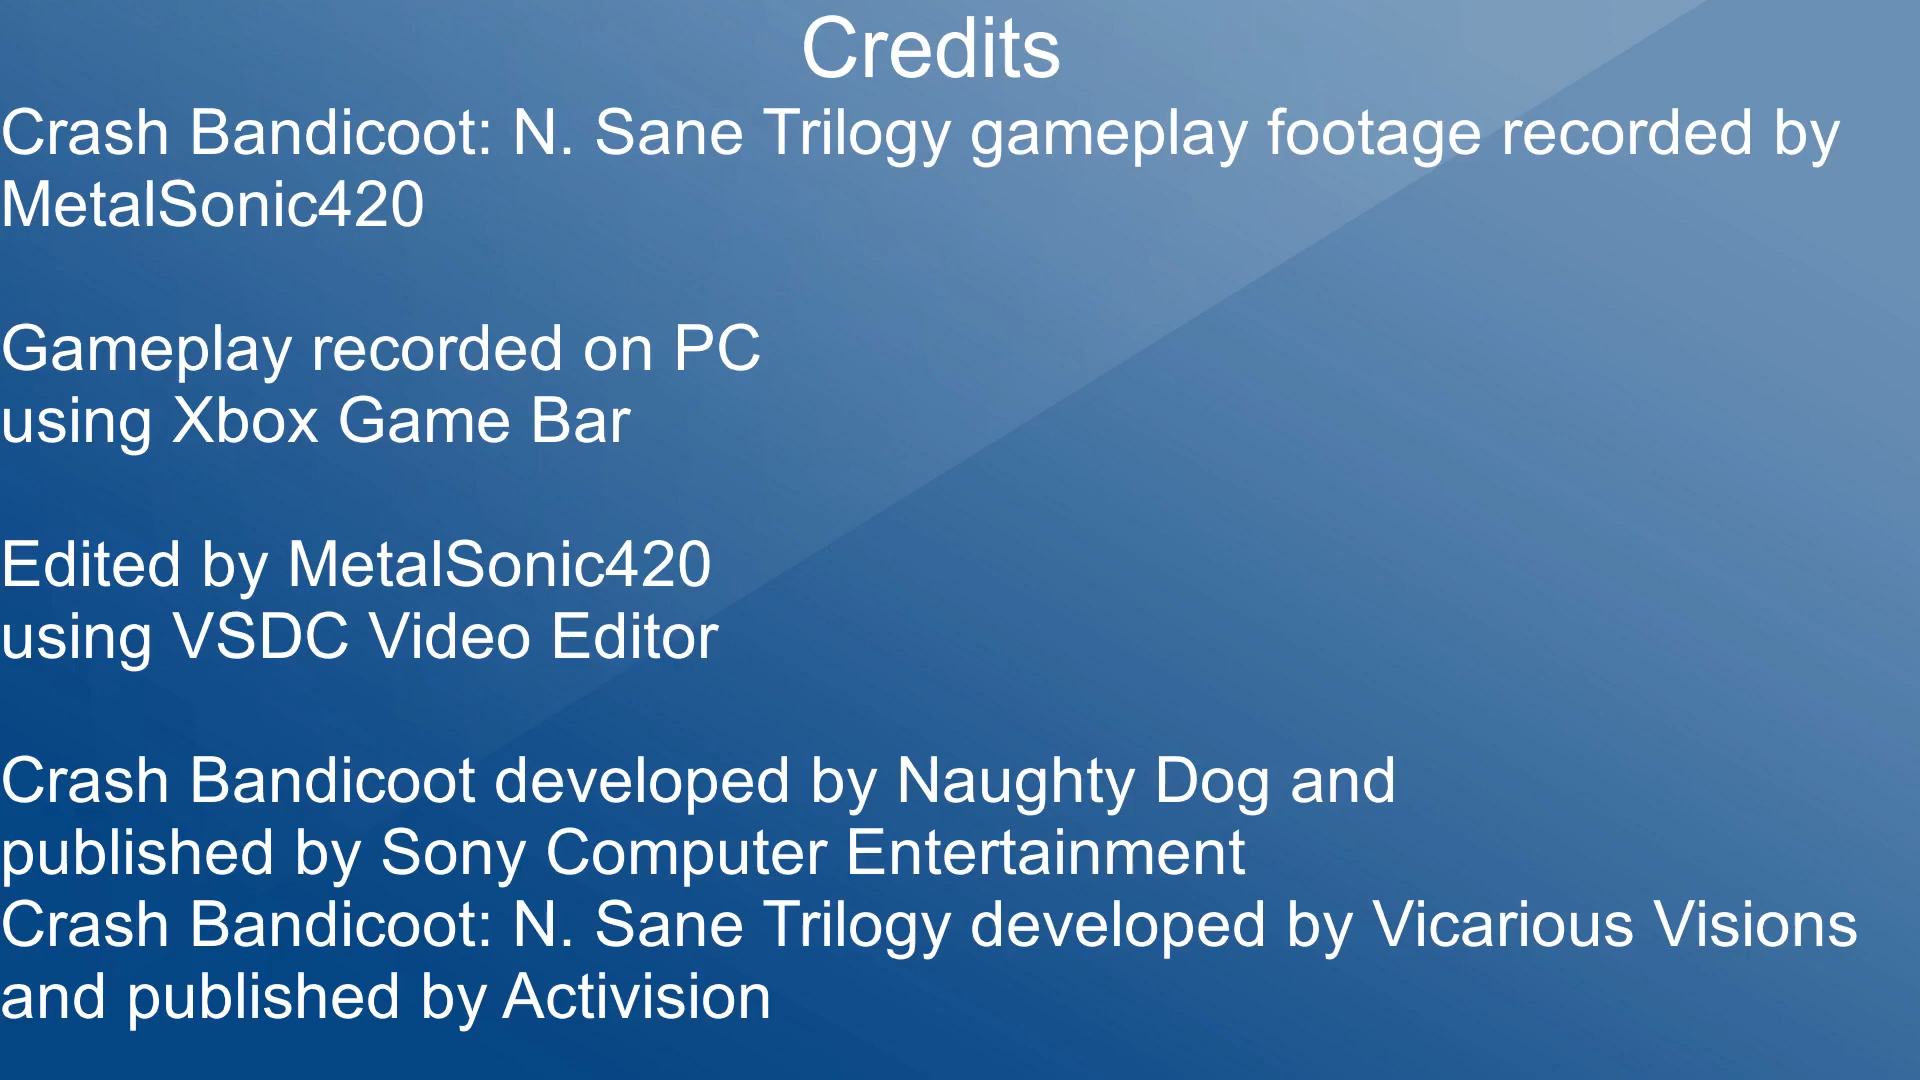 Credits
Crash Bandicoot: N. Sane Trilogy gameplay footage recorded by
MetalSonic420
Gameplay recorded on PC
using Xbox Game Bar
Edited by MetalSonic420
using VSDC Video Editor
Crash Bandicoot developed by Naughty Dog and
published by Sony Computer Entertainment
Crash Bandicoot: N. Sane Trilogy developed by Vicarious Visions
and published by Activision